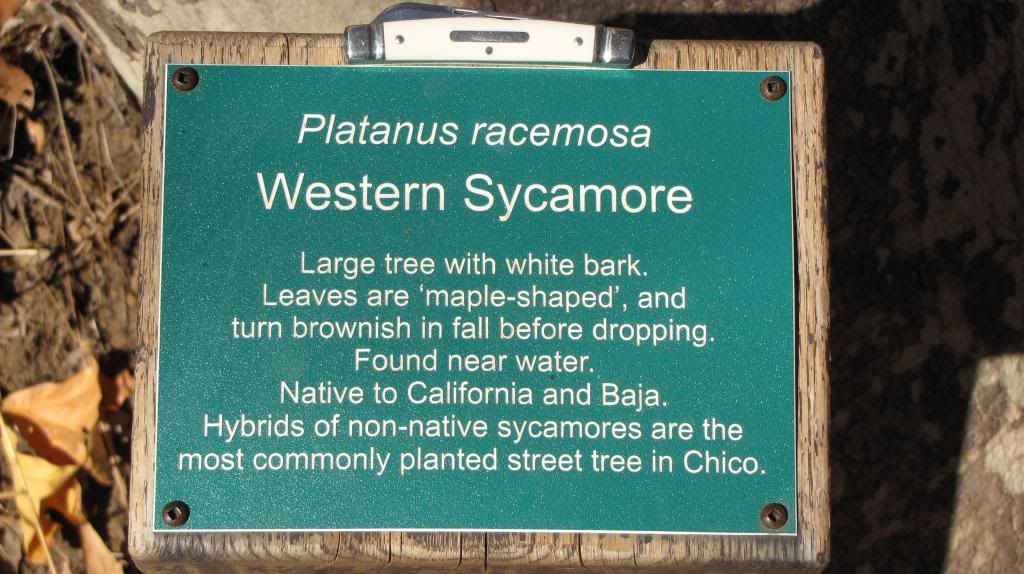 Platanus racemosa
Western Sycamore
Large tree with white bark.
Leaves are ‘maple-shaped’, and
turn brownish in fall before dropping.
Found near water.
Native to California and Baja.
Hybrids of non-native sycamores are the
most commonly planted street tree in Chico.